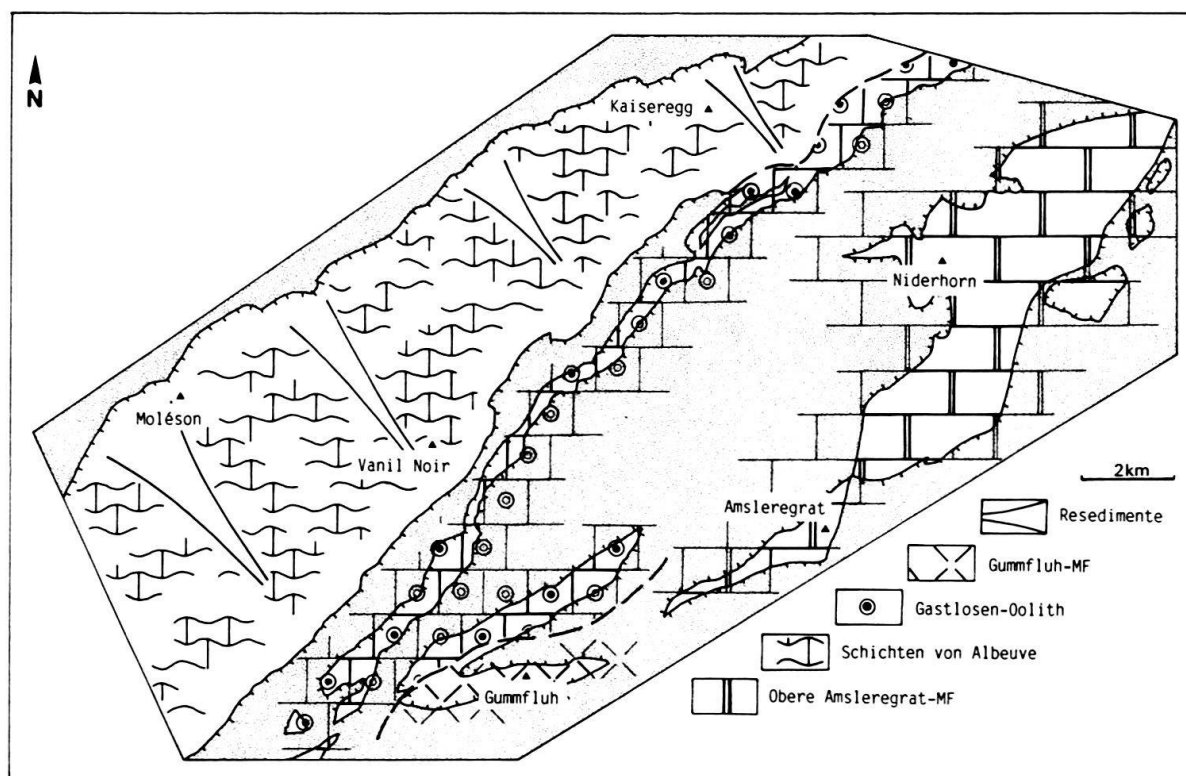 N
Kaiseregg
Niderhorn
Moléson
Vanil Noir
2km
Amsleregrat
Resedimente
Gummfluh-MF
Gastlosen-Oolith
Schichten von Albeuve
Gummfluh
Obere Amsleregrat-MF